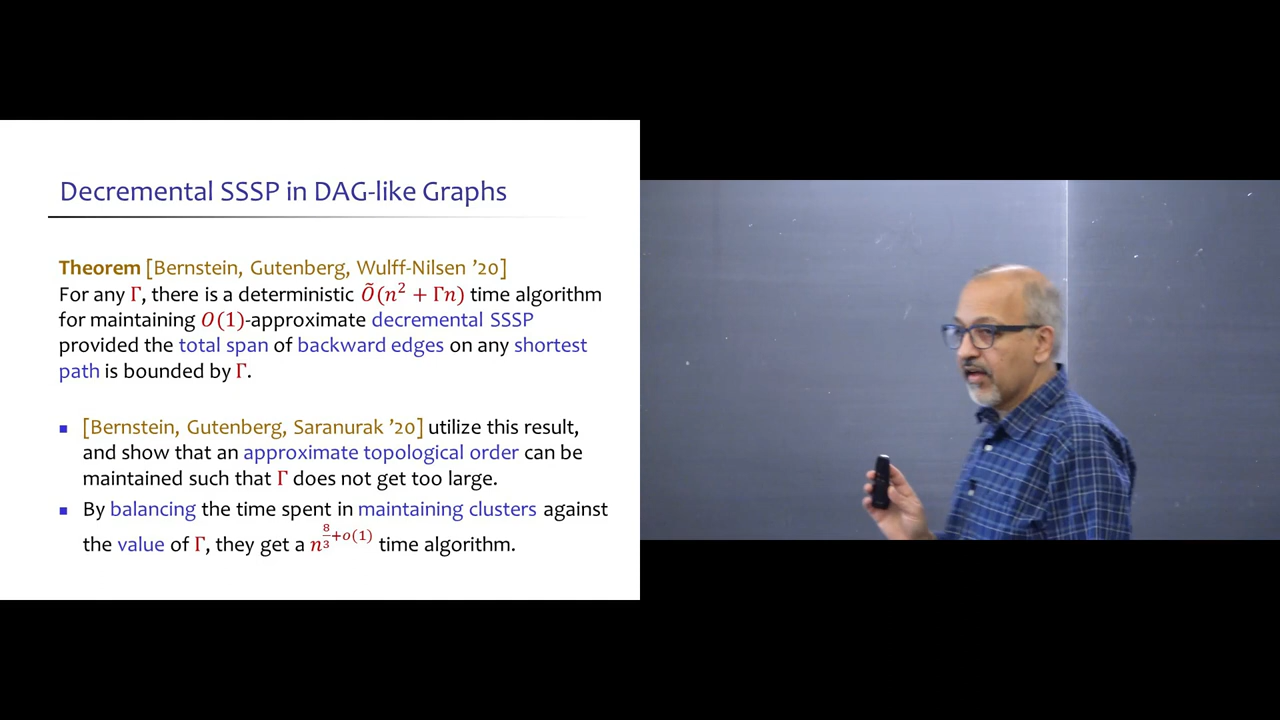 Decremental SSSP in DAG-like Graphs
Theorem [Bernstein, Gutenberg, Wulff-Nilsen ’20]
For any Γ, there is a deterministic Õ(n² + Γn) time algorithm
for maintaining O(1)-approximate decremental SSSP
provided the total span of backward edges on any shortest
path is bounded by Γ.
▪ [Bernstein, Gutenberg, Saranurak ’20] utilize this result,
and show that an approximate topological order can be
maintained such that Γ does not get too large.
▪ By balancing the time spent in maintaining clusters against
the value of Γ, they get a n^{8/3+o(1)} time algorithm.